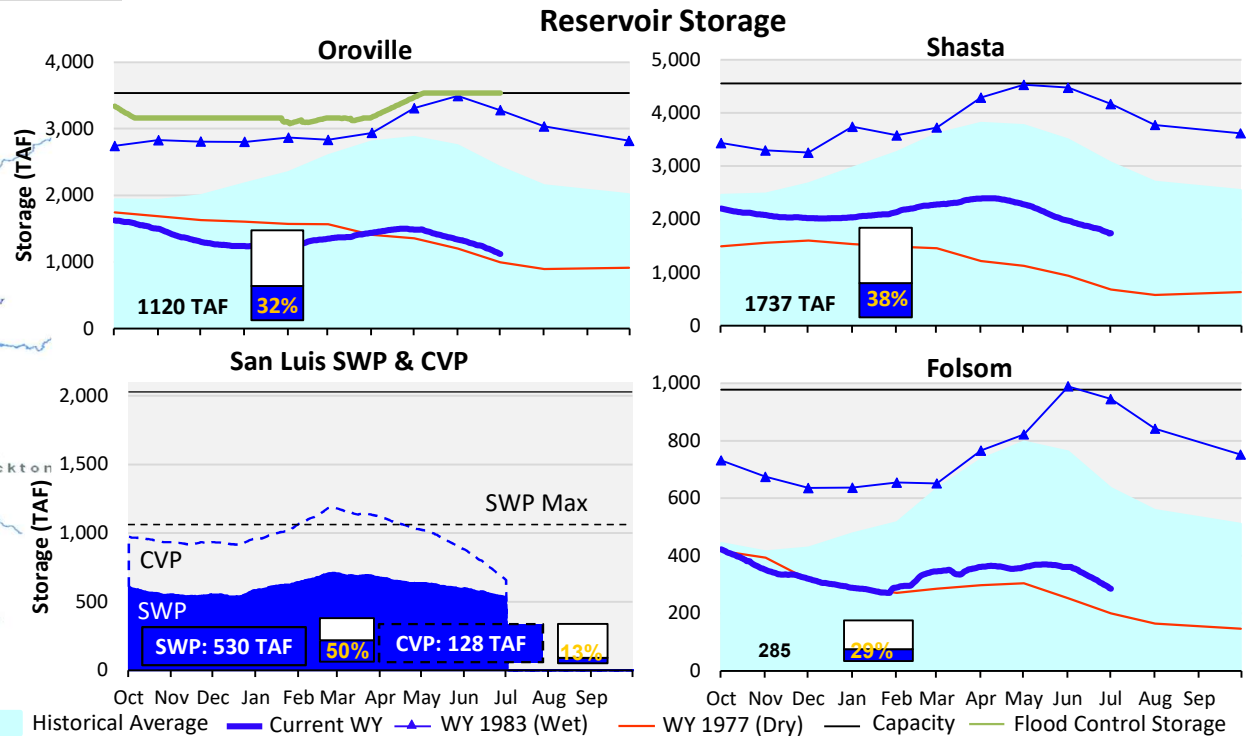 Reservoir Storage
Oroville
Storage (TAF)
4,000
3,000
2,000
1,000
0
1120 TAF
32%
Shasta
5,000
4,000
3,000
2,000
1,000
0
1737 TAF
38%
San Luis SWP & CVP
Storage (TAF)
2,000
1,500
1,000
500
0
SWP Max
CVP
SWP
SWP: 530 TAF
50%
CVP: 128 TAF
13%
Oct Nov Dec Jan Feb Mar Apr May Jun Jul Aug Sep
Folsom
1,000
800
600
400
200
0
285
29%
Oct Nov Dec Jan Feb Mar Apr May Jun Jul Aug Sep
Historical Average Current WY WY 1983 (Wet) WY 1977 (Dry) Capacity Flood Control Storage
ckton